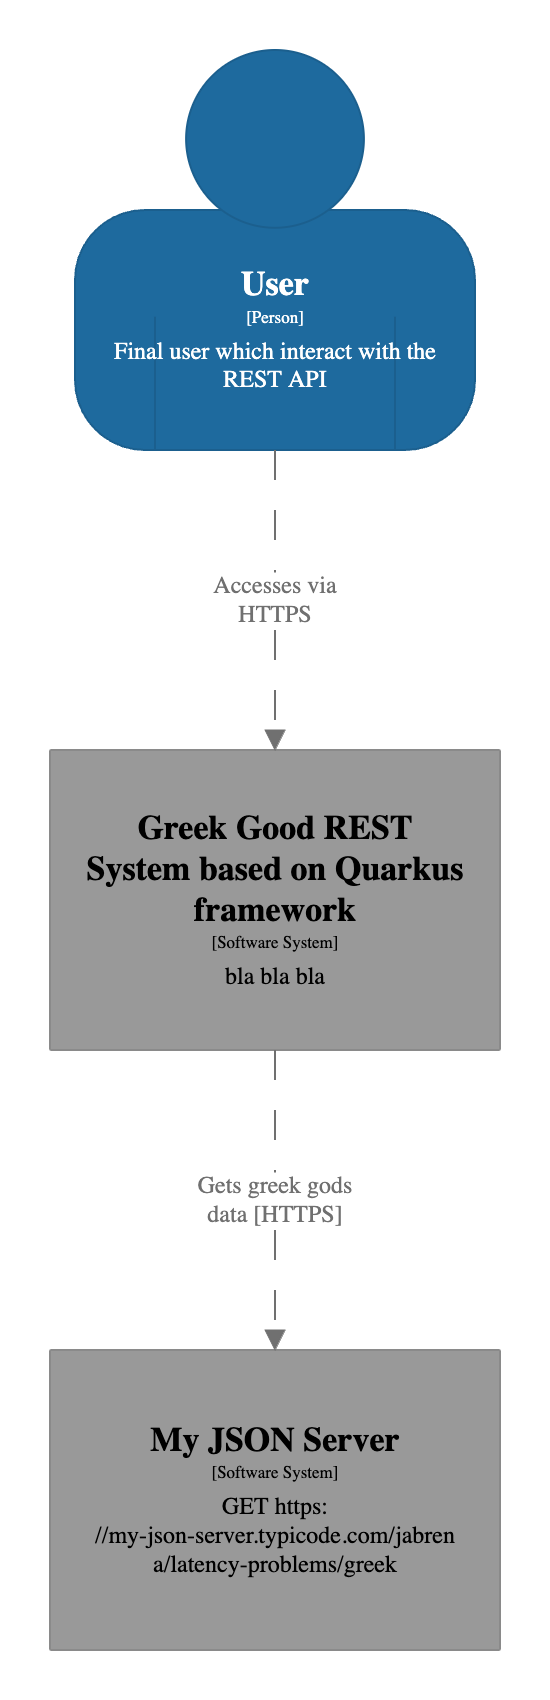 User
[Person]
Final user which interact with the
REST API
Accesses via
HTTPS
Greek Good REST
System based on Quarkus
framework
[Software System]
bla bla bla
Gets greek gods
data [HTTPS]
My JSON Server
[Software System]
GET https:
//my-json-server.typicode.com/jabren
a/latency-problems/greek